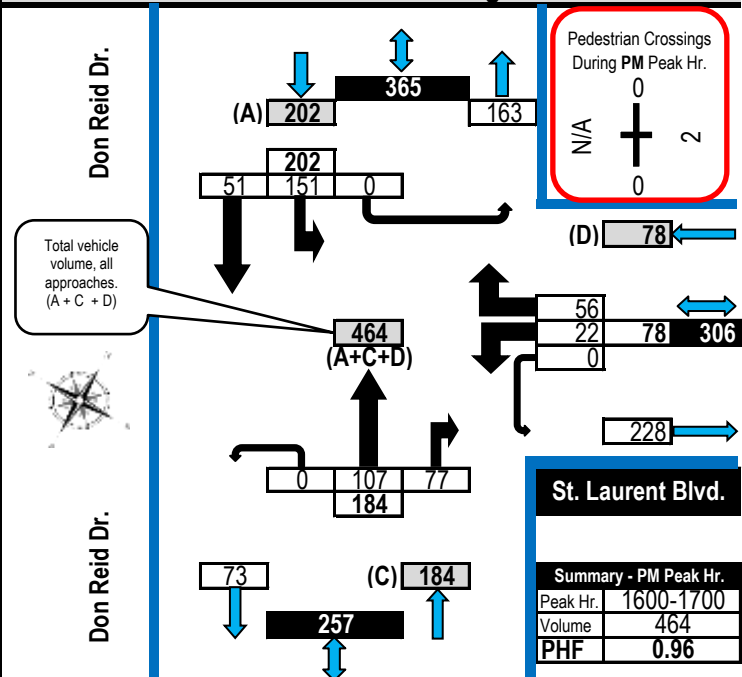 Don Reid Dr.
365
(A) 202
163
202
51 151 0
Pedestrian Crossings
During PM Peak Hr.
0
N/A
2
0
(D) 78
Total vehicle
volume, all
approaches.
(A + C + D)
464
(A+C+D)
56
22 78 306
0
228
0 107 77
184
St. Laurent Blvd.
Don Reid Dr.
73
(C) 184
257
Summary - PM Peak Hr.
Peak Hr. 1600-1700
Volume 464
PHF 0.96